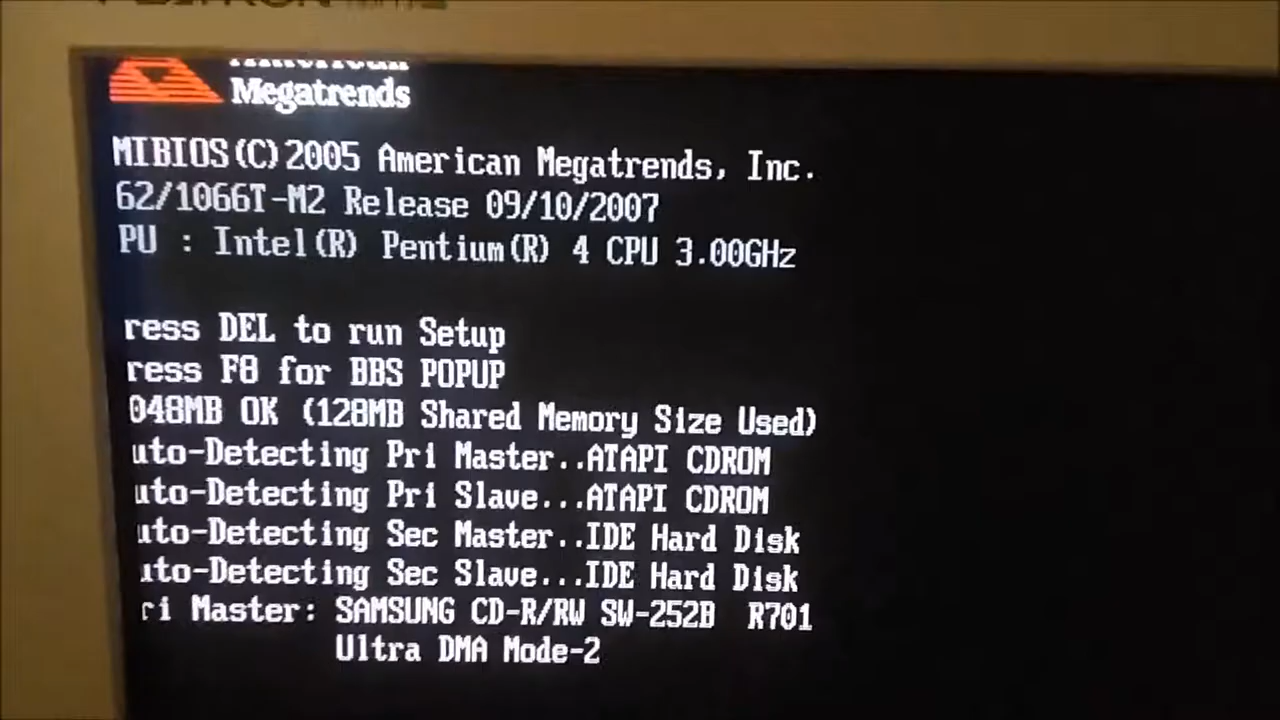 American
Megatrends
MIBIOS(C)2005 American Megatrends, Inc.
62/1066T-M2 Release 09/10/2007
PU : Intel(R) Pentium(R) 4 CPU 3.00GHz
ress DEL to run Setup
ress F8 for BBS POPUP
048MB OK (128MB Shared Memory Size Used)
uto-Detecting Pri Master..ATAPI CDROM
uto-Detecting Pri Slave...ATAPI CDROM
uto-Detecting Sec Master..IDE Hard Disk
uto-Detecting Sec Slave...IDE Hard Disk
ri Master: SAMSUNG CD-R/RW SW-252B R701
Ultra DMA Mode-2